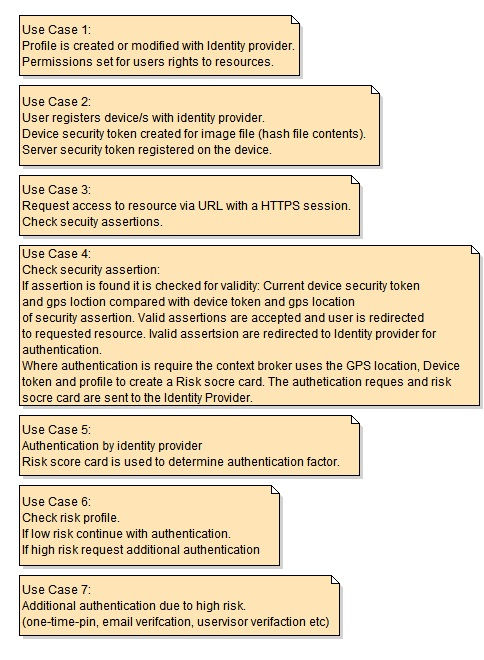 Use Case 1:
Profile is created or modified with Identity provider.
Permissions set for users rights to resources.
Use Case 2:
User registers device/s with identity provider.
Device security token created for image file (hash file contents).
Server security token registered on the device.
Use Case 3:
Request access to resource via URL with a HTTPS session.
Check secuity assertions.
Use Case 4:
Check security assertion:
If assertion is found it is checked for validity: Current device security token
and gps loction compared with device token and gps location
of security assertion. Valid assertions are accepted and user is redirected
to requested resource. Ivalid assertsion are redirected to Identity provider for
authentication.
Where authentication is require the context broker uses the GPS location, Device
token and profile to create a Risk socre card. The authetication reques and risk
socre card are sent to the Identity Provider.
Use Case 5:
Authentication by identity provider
Risk score card is used to determine authentication factor.
Use Case 6:
Check risk profile.
If low risk continue with authentication.
If high risk request additional authentication
Use Case 7:
Additional authentication due to high risk.
(one-time-pin, email verifcation, uservisor verifaction etc)